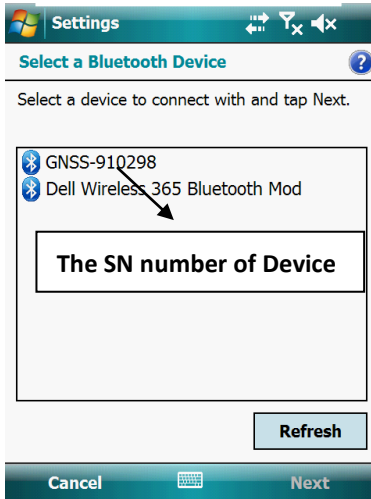 Settings
Select a Bluetooth Device
Select a device to connect with and tap Next.
GNSS-910298
Dell Wireless 365 Bluetooth Mod
The SN number of Device
Refresh
Cancel Next